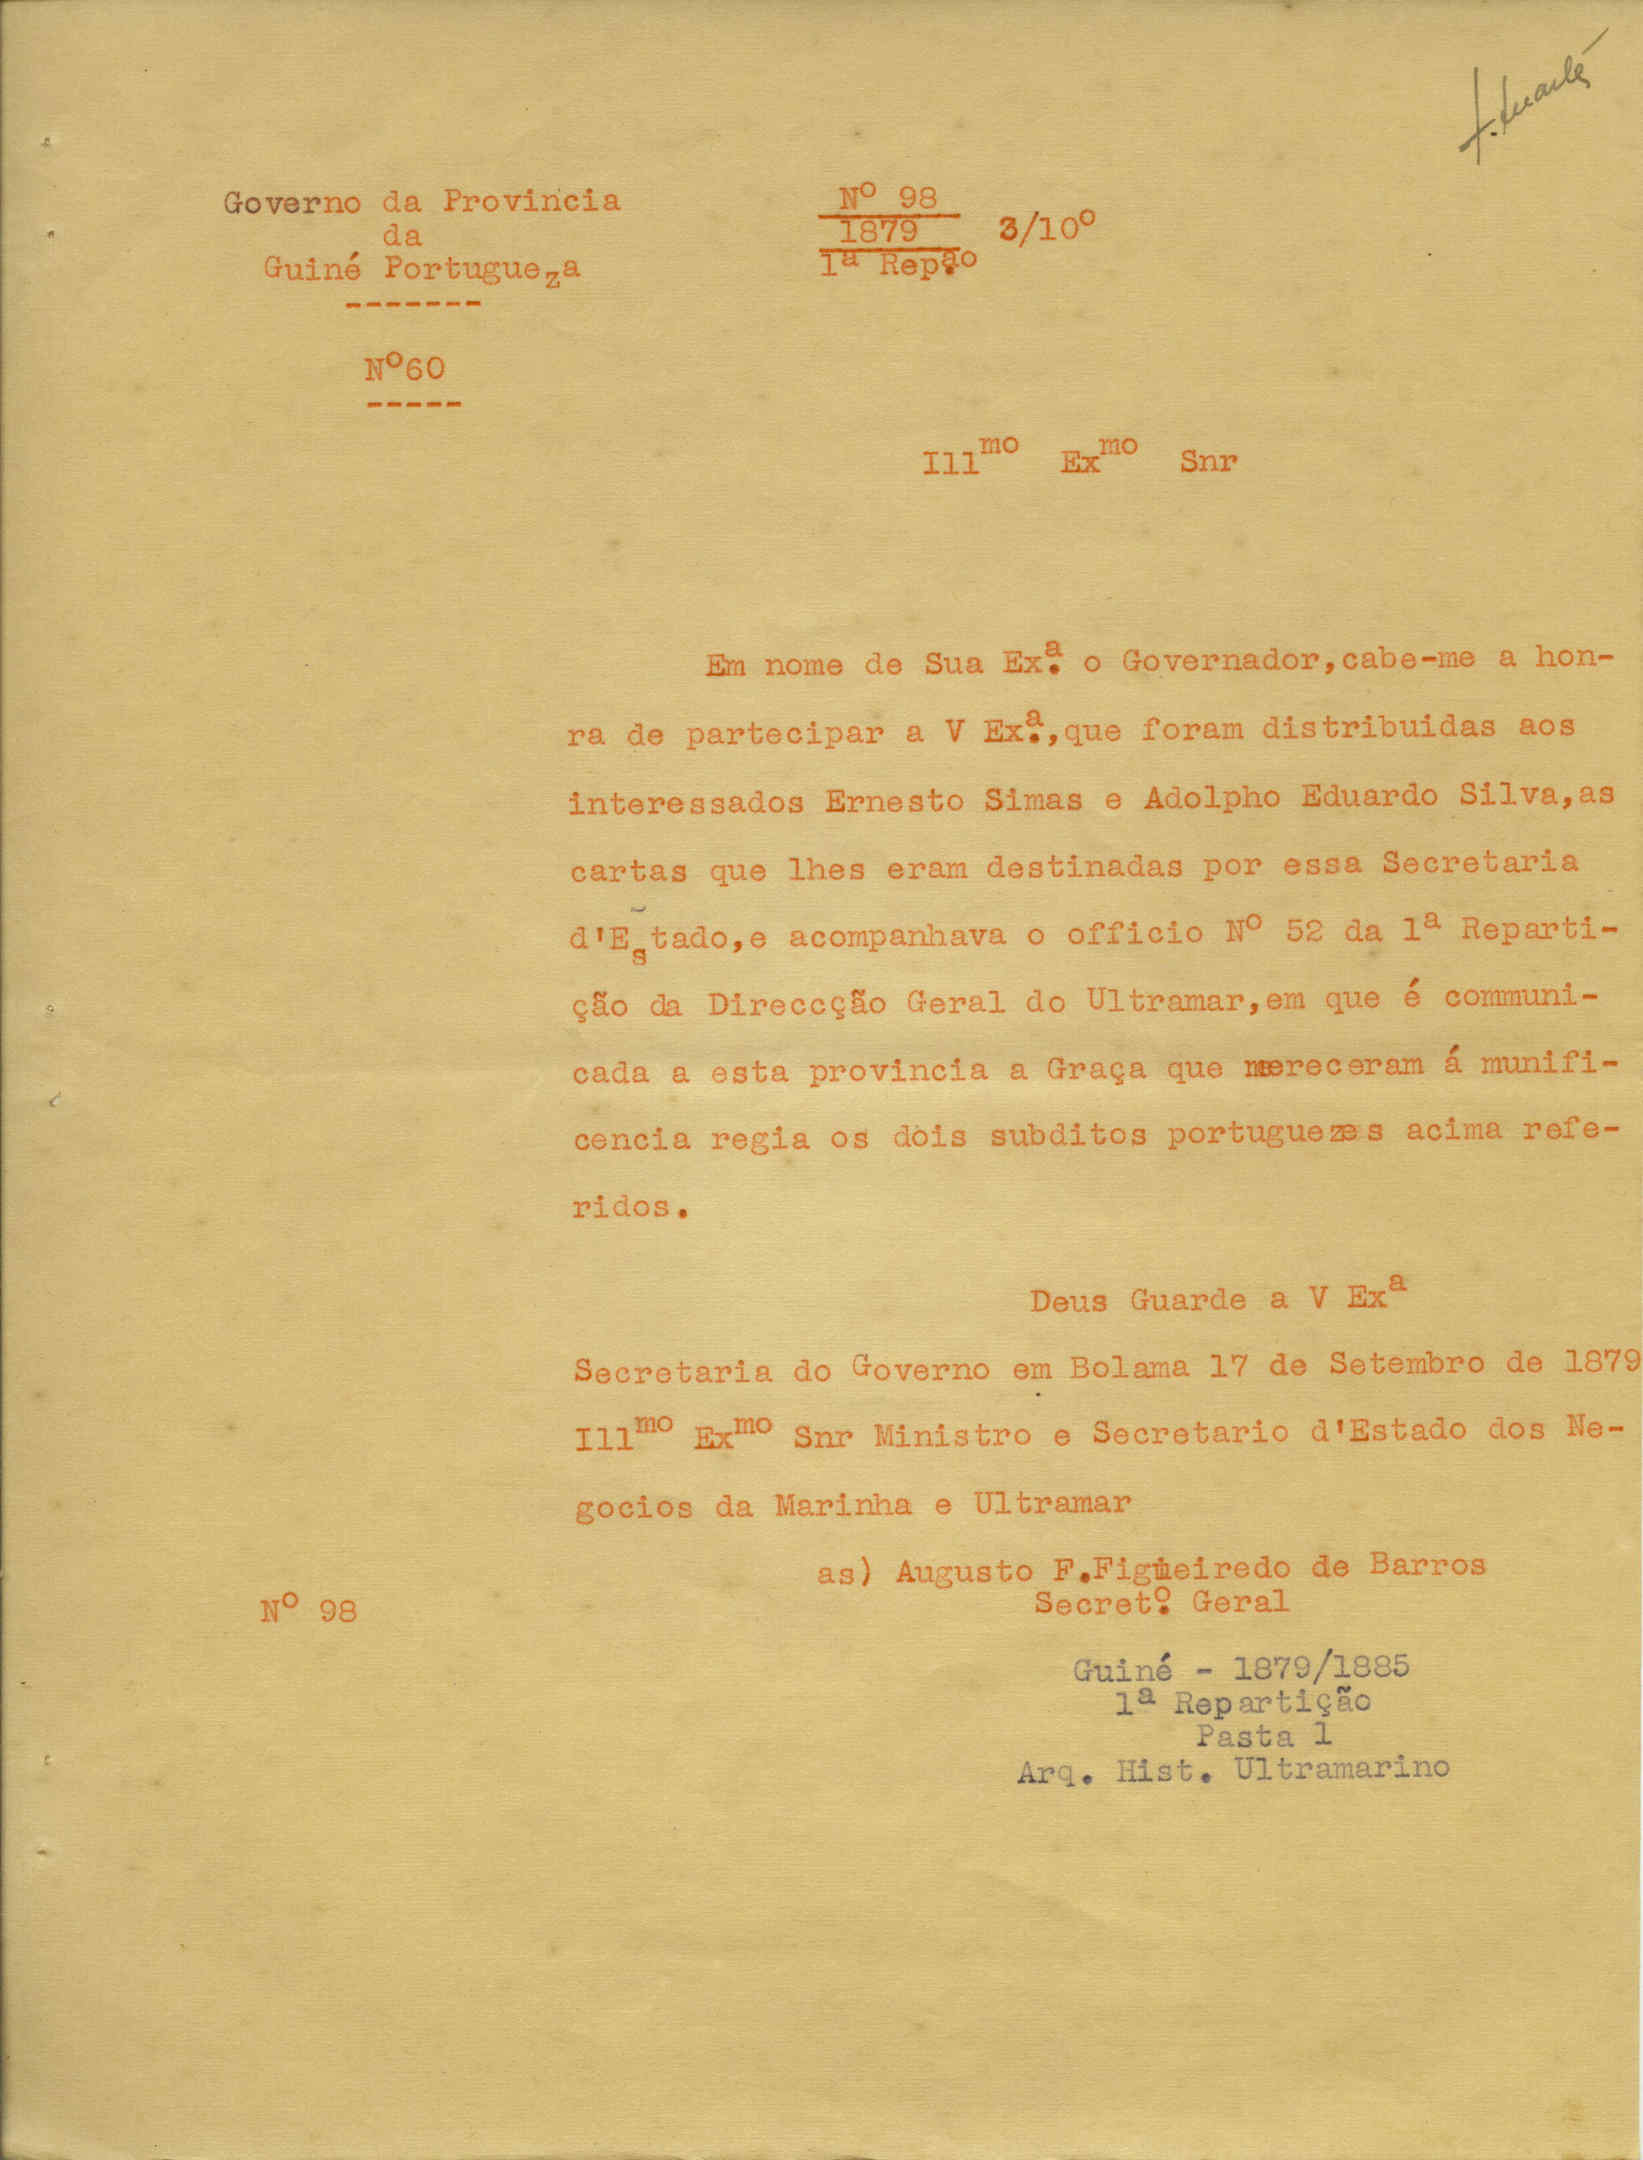 Governo da Provincia
da
Guiné Portugueza
-------
Nº60
-----
Nº 98
1879 3/10º
1ª Repção
Illmo Exmo Snr
Em nome de Sua Ex.ª o Governador,cabe-me a hon-
ra de partecipar a V Ex.ª,que foram distribuidas aos
interessados Ernesto Simas e Adolpho Eduardo Silva,as
cartas que lhes eram destinadas por essa Secretaria
d'Estado,e acompanhava o officio Nº 52 da 1ª Reparti-
ção da Direcção Geral do Ultramar,em que é communi-
cada a esta provincia a Graça que mereceram á munifi-
cencia regia os dois subditos portuguezes acima refe-
ridos.
Deus Guarde a V Exª
Secretaria do Governo em Bolama 17 de Setembro de 1879
Illmo Exmo Snr Ministro e Secretario d'Estado dos Ne-
gocios da Marinha e Ultramar
as) Augusto F.Figueiredo de Barros
Secret.º Geral
Nº 98
Guiné - 1879/1885
1ª Repartição
Pasta 1
Arq. Hist. Ultramarino